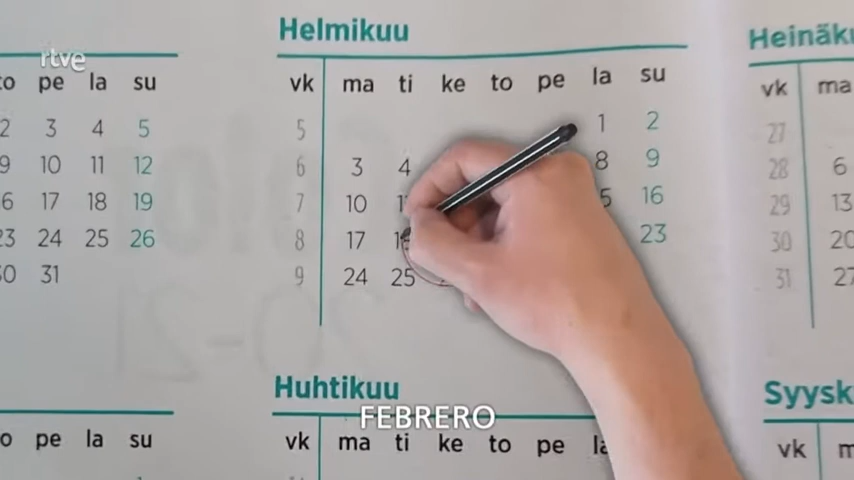 rtve
Helmikuu
Heinäku
to pe la su
vk ma ti ke to pe la su
vk ma
2 3 4 5
5 1 2
27
9 10 11 12
6 3 4 8 9
28 6
6 17 18 19
7 10 16
29 13
23 24 25 26
8 17 23
30 20
30 31
9 24 25
31 27
Huhtikuu
Syysk
FEBRERO
o pe la su
vk ma ti ke to pe la
vk m